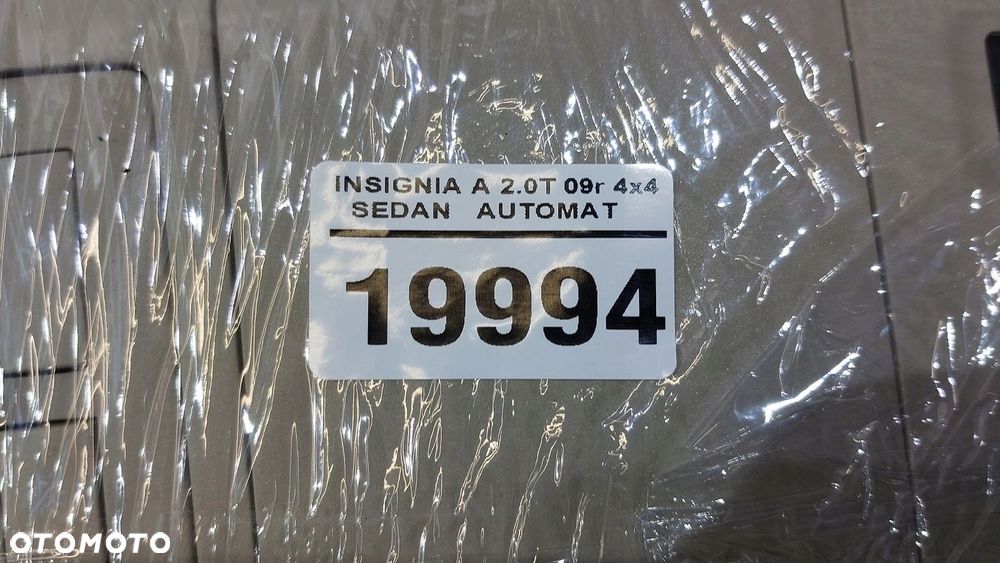 INSIGNIA A 2.0T 09r 4x4
SEDAN AUTOMAT
19994
OTOMOTO